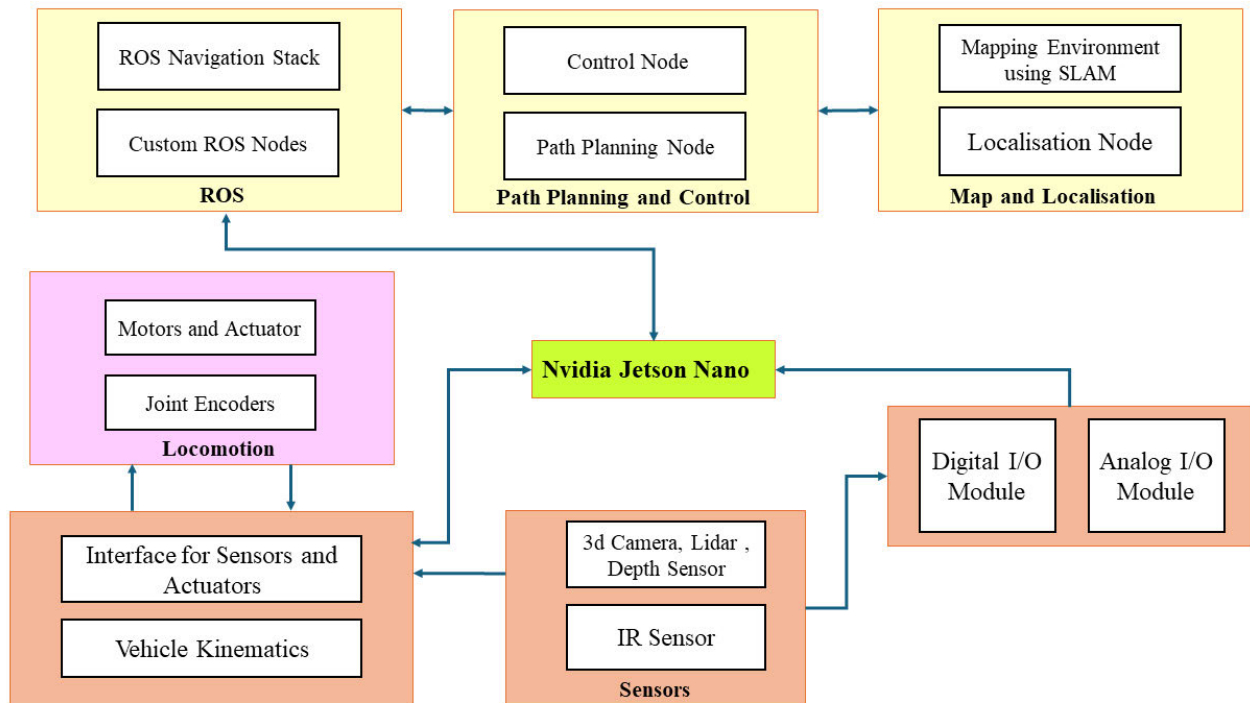 ROS Navigation Stack
Custom ROS Nodes
ROS
Control Node
Path Planning Node
Path Planning and Control
Mapping Environment
using SLAM
Localisation Node
Map and Localisation
Motors and Actuator
Joint Encoders
Locomotion
Nvidia Jetson Nano
Digital I/O
Module
Analog I/O
Module
Interface for Sensors and
Actuators
Vehicle Kinematics
3d Camera, Lidar ,
Depth Sensor
IR Sensor
Sensors